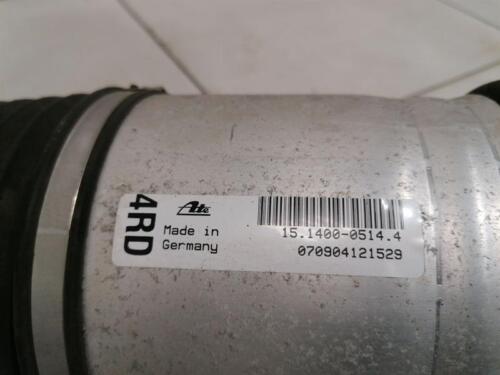 4RD
Ate
Made in
Germany
15.1400-0514.4
070904121529